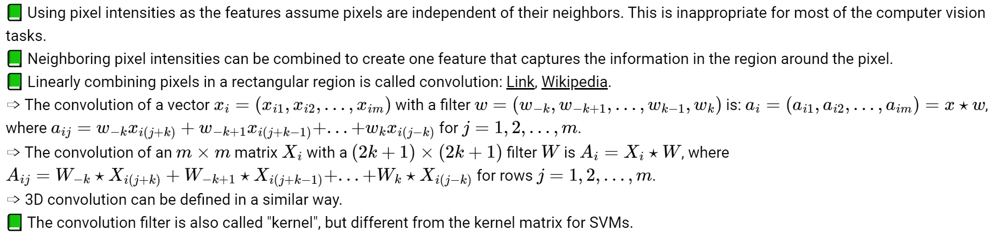 📗 Using pixel intensities as the features assume pixels are independent of their neighbors. This is inappropriate for most of the computer vision
tasks.
📗 Neighboring pixel intensities can be combined to create one feature that captures the information in the region around the pixel.
📗 Linearly combining pixels in a rectangular region is called convolution: Link, Wikipedia.
➩ The convolution of a vector $x_i = (x_{i1}, x_{i2}, \ldots, x_{im})$ with a filter $w = (w_{-k}, w_{-k+1}, \ldots, w_{k-1}, w_k)$ is: $a_i = (a_{i1}, a_{i2}, \ldots, a_{im}) = x \star w$,
where $a_{ij} = w_{-k} x_{i(j+k)} + w_{-k+1} x_{i(j+k-1)} + \ldots + w_k x_{i(j-k)}$ for $j = 1, 2, \ldots, m$.
➩ The convolution of an $m \times m$ matrix $X_i$ with a $(2k + 1) \times (2k + 1)$ filter $W$ is $A_i = X_i \star W$, where
$A_{ij} = W_{-k} \star X_{i(j+k)} + W_{-k+1} \star X_{i(j+k-1)} + \ldots + W_k \star X_{i(j-k)}$ for rows $j = 1, 2, \ldots, m$.
➩ 3D convolution can be defined in a similar way.
📗 The convolution filter is also called "kernel", but different from the kernel matrix for SVMs.